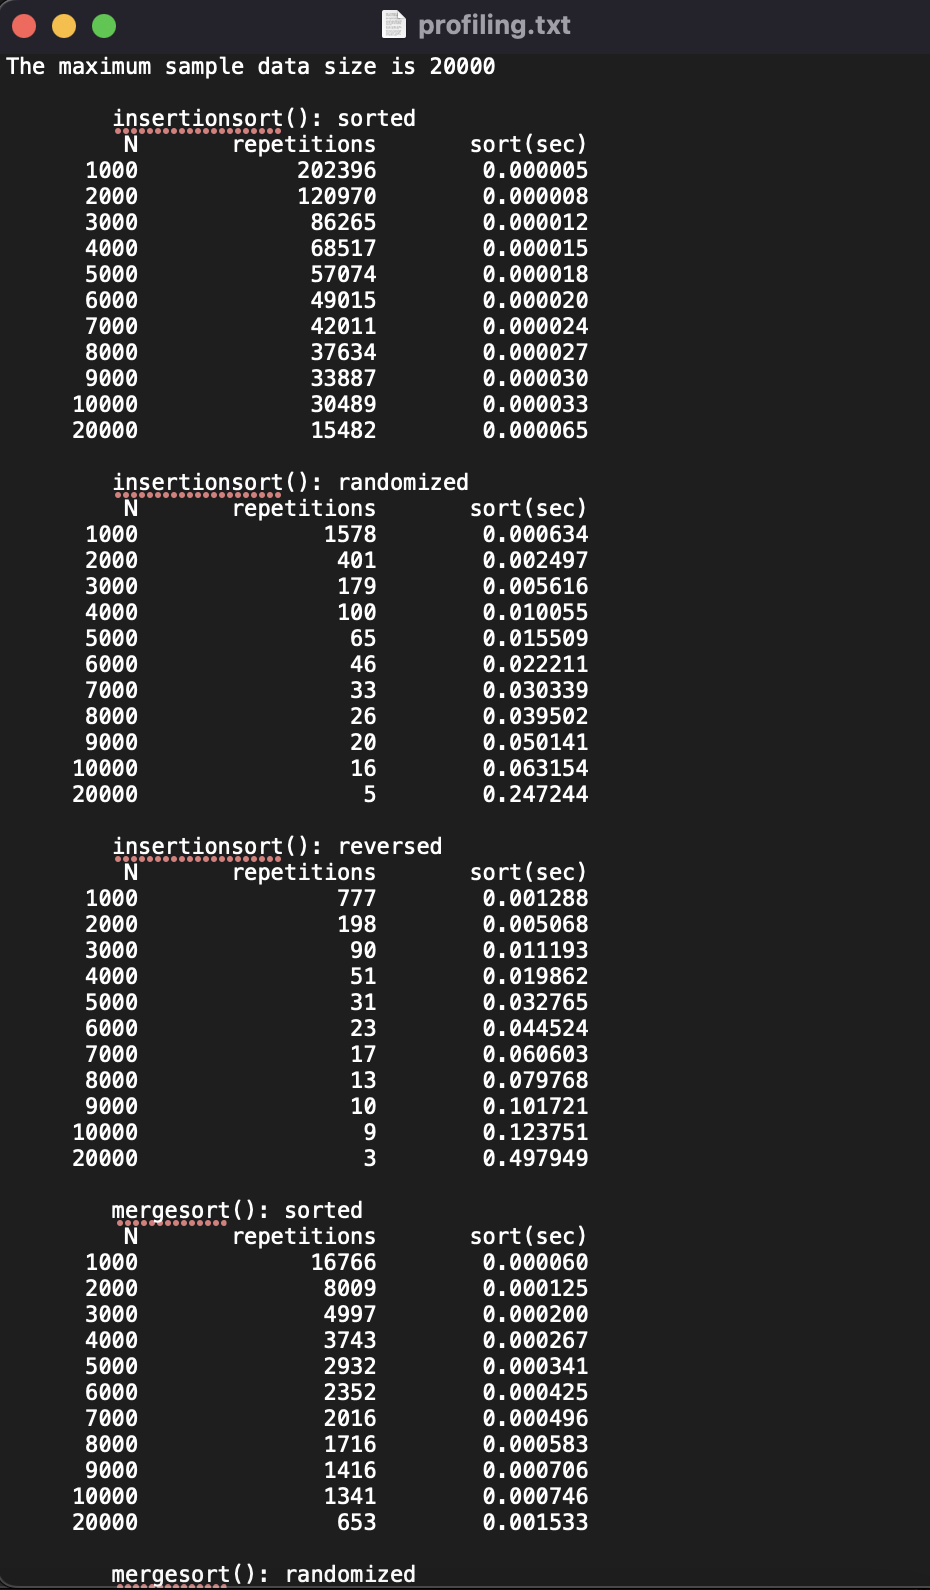 profiling.txt
The maximum sample data size is 20000
insertionsort(): sorted
N repetitions sort(sec)
1000 202396 0.000005
2000 120970 0.000008
3000 86265 0.000012
4000 68517 0.000015
5000 57074 0.000018
6000 49015 0.000020
7000 42011 0.000024
8000 37634 0.000027
9000 33887 0.000030
10000 30489 0.000033
20000 15482 0.000065
insertionsort(): randomized
N repetitions sort(sec)
1000 1578 0.000634
2000 401 0.002497
3000 179 0.005616
4000 100 0.010055
5000 65 0.015509
6000 46 0.022211
7000 33 0.030339
8000 26 0.039502
9000 20 0.050141
10000 16 0.063154
20000 5 0.247244
insertionsort(): reversed
N repetitions sort(sec)
1000 777 0.001288
2000 198 0.005068
3000 90 0.011193
4000 51 0.019862
5000 31 0.032765
6000 23 0.044524
7000 17 0.060603
8000 13 0.079768
9000 10 0.101721
10000 9 0.123751
20000 3 0.497949
mergesort(): sorted
N repetitions sort(sec)
1000 16766 0.000060
2000 8009 0.000125
3000 4997 0.000200
4000 3743 0.000267
5000 2932 0.000341
6000 2352 0.000425
7000 2016 0.000496
8000 1716 0.000583
9000 1416 0.000706
10000 1341 0.000746
20000 653 0.001533
mergesort(): randomized